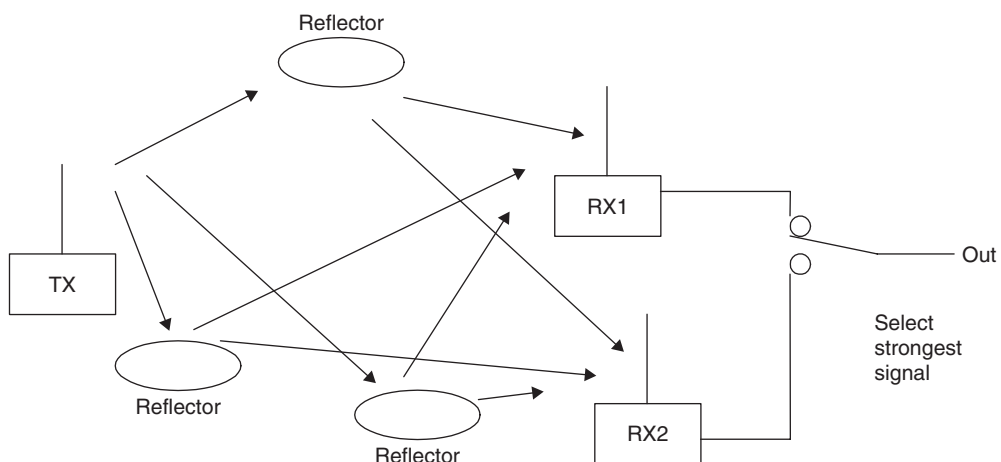 Reflector
RX1
TX
Out
Select
strongest
signal
Reflector
RX2
Reflector